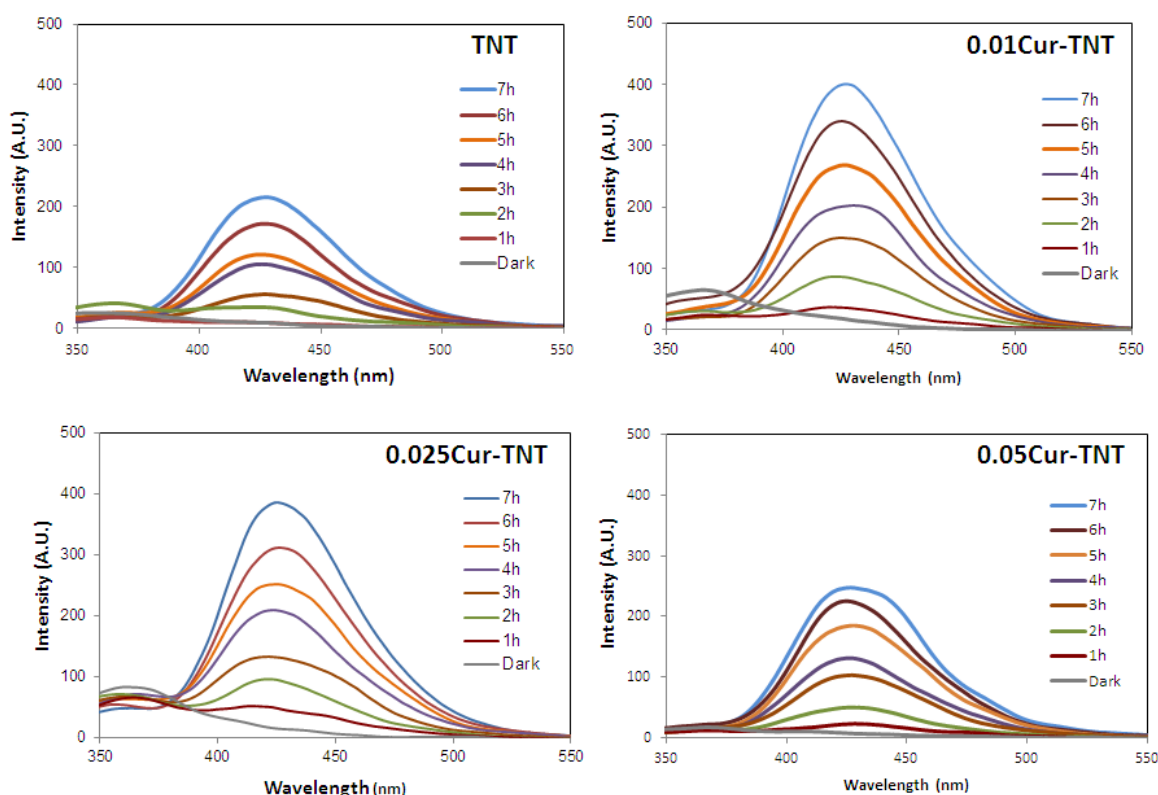 TNT
500
400
300
200
100
0
Intensity (A.U.)
7h
6h
5h
4h
3h
2h
1h
Dark
350 400 450 500 550
Wavelength (nm)
0.01Cur-TNT
500
400
300
200
100
0
Intensity (A.U.)
7h
6h
5h
4h
3h
2h
1h
Dark
350 400 450 500 550
Wavelength (nm)
0.025Cur-TNT
500
400
300
200
100
0
Intensity (A.U.)
7h
6h
5h
4h
3h
2h
1h
Dark
350 400 450 500 550
Wavelength (nm)
0.05Cur-TNT
500
400
300
200
100
0
Intensity (A.U.)
7h
6h
5h
4h
3h
2h
1h
Dark
350 400 450 500 550
Wavelength (nm)